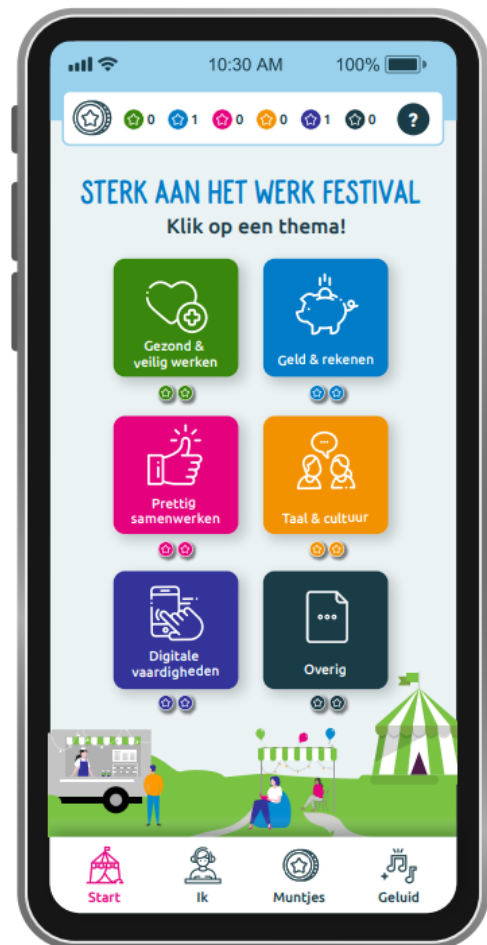 10:30 AM 100%
0 1 0 0 1 0 ?
STERK AAN HET WERK FESTIVAL
Klik op een thema!
Gezond &
veilig werken
Geld & rekenen
Prettig
samenwerken
Taal & cultuur
Digitale
vaardigheden
Overig
Start Ik Muntjes Geluid